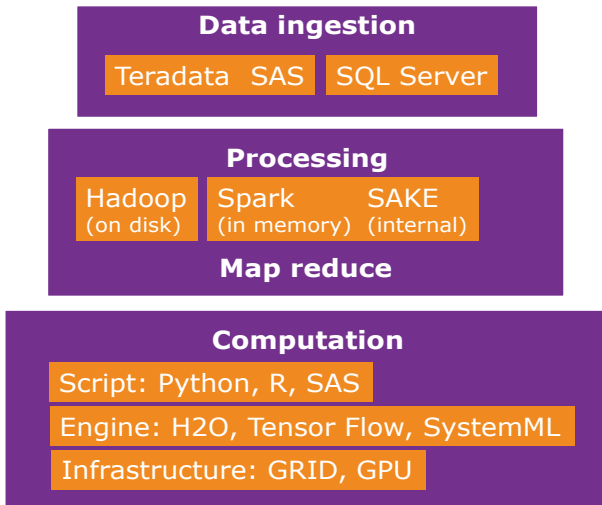 Data ingestion
Teradata SAS SQL Server
Processing
Hadoop Spark SAKE
(on disk) (in memory) (internal)
Map reduce
Computation
Script: Python, R, SAS
Engine: H2O, Tensor Flow, SystemML
Infrastructure: GRID, GPU